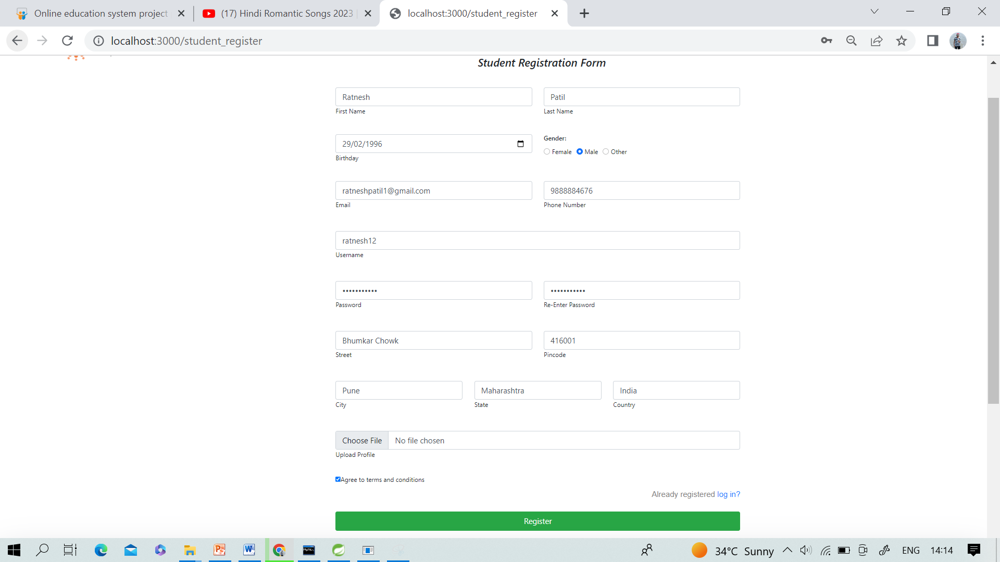 Online education system project
(17) Hindi Romantic Songs 2023
localhost:3000/student_register
localhost:3000/student_register
Student Registration Form
Ratnesh Patil
First Name Last Name
29/02/1996
Birthday
Gender:
Female Male Other
ratneshpatil1@gmail.com 9888884676
Email Phone Number
ratnesh12
Username
••••••••••• •••••••••••
Password Re-Enter Password
Bhumkar Chowk 416001
Street Pincode
Pune Maharashtra India
City State Country
Choose File No file chosen
Upload Profile
Agree to terms and conditions
Already registered log in?
Register
34°C Sunny ENG 14:14